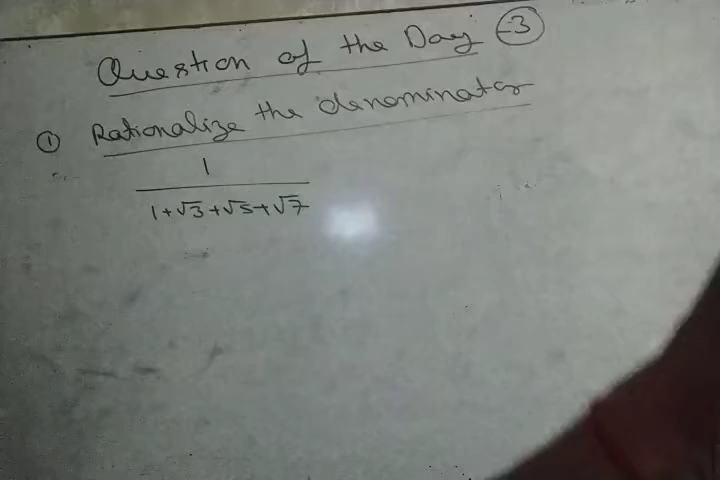 Question of the Day -3
① Rationalize the denominator
1
1+√3+√5+√7